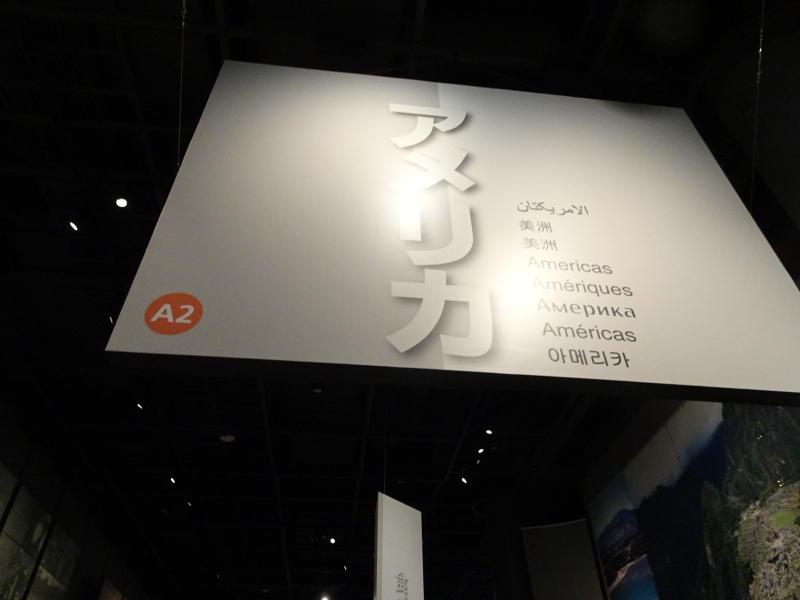 アメリカ
الامريكتان
美洲
美洲
Americas
Amériques
Америка
Américas
아메리카
A2